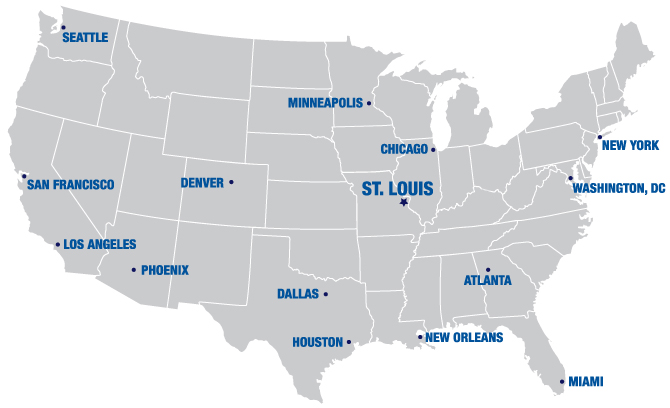 SEATTLE
MINNEAPOLIS
CHICAGO
NEW YORK
SAN FRANCISCO
DENVER
ST. LOUIS
WASHINGTON, DC
LOS ANGELES
PHOENIX
ATLANTA
DALLAS
HOUSTON
NEW ORLEANS
MIAMI